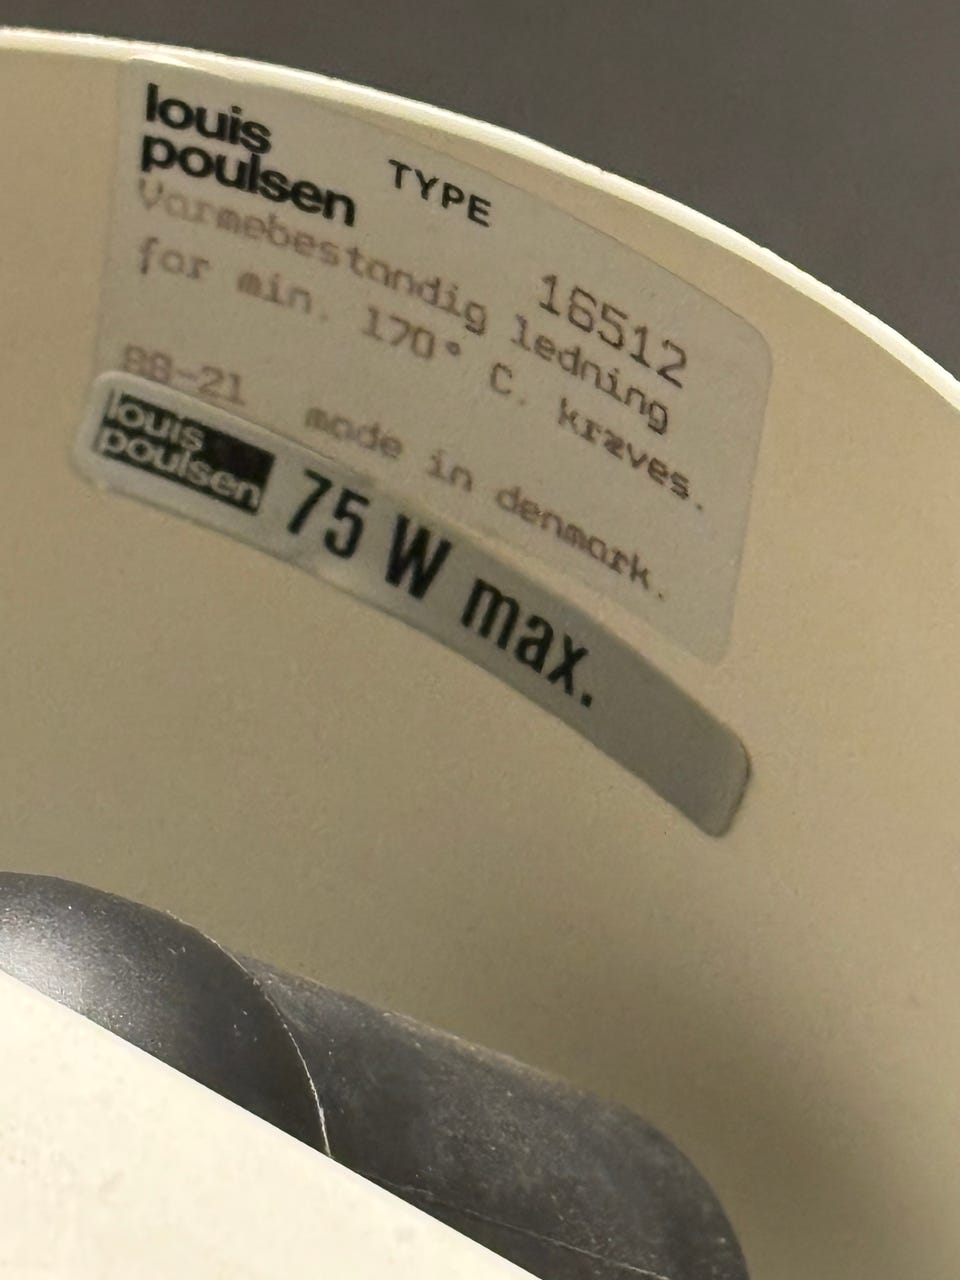 louis
poulsen
TYPE
16512
Varmebestandig ledning
for min. 170° C. kræves.
88-21 made in denmark.
louis
poulsen
75 W max.